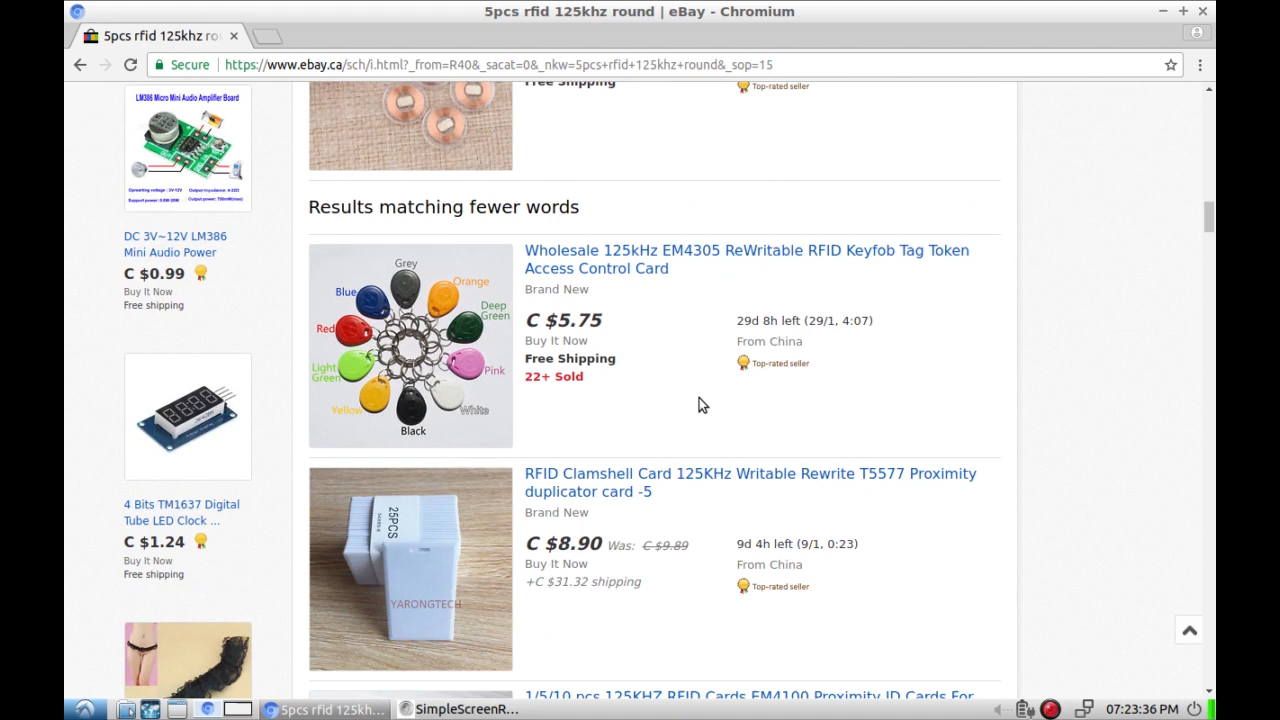 5pcs rfid 125khz round | eBay - Chromium
5pcs rfid 125khz ro
Secure
https://www.ebay.ca/sch/i.html?_from=R40&_sacat=0&_nkw=5pcs+rfid+125khz+round&_sop=15
LM386 Micro Mini Audio Amplifier Board
DC 3V~12V LM386
Mini Audio Power
C $0.99
Buy It Now
Free shipping
4 Bits TM1637 Digital
Tube LED Clock ...
C $1.24
Buy It Now
Free shipping
Free Shipping
Top-rated seller
Results matching fewer words
Grey
Orange
Blue
Deep
Green
Red
Light
Green
Pink
Yellow
White
Black
Wholesale 125kHz EM4305 ReWritable RFID Keyfob Tag Token
Access Control Card
Brand New
C $5.75
29d 8h left (29/1, 4:07)
Buy It Now
From China
Free Shipping
Top-rated seller
22+ Sold
25PCS
YARONGTECH
RFID Clamshell Card 125KHz Writable Rewrite T5577 Proximity
duplicator card -5
Brand New
C $8.90 Was: C $9.89
9d 4h left (9/1, 0:23)
Buy It Now
From China
+C $31.32 shipping
Top-rated seller
1/5/10 pcs 125KHZ RFID Cards EM4100 Proximity ID Cards For
5pcs rfid 125kh...
SimpleScreenR...
07:23:36 PM